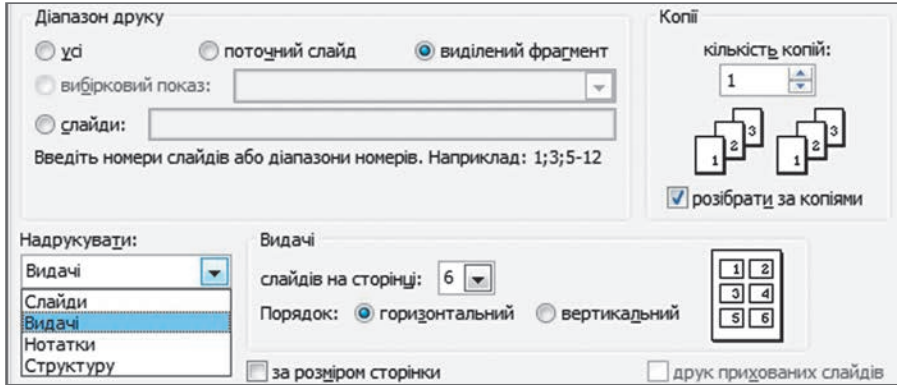 Діапазон друку
усі
поточний слайд
виділений фрагмент
вибірковий показ:
слайди:
Введіть номери слайдів або діапазони номерів. Наприклад: 1;3;5-12
Копії
кількість копій:
1
1 2 3 1 2 3
розібрати за копіями
Надрукувати:
Видачі
Слайди
Видачі
Нотатки
Структуру
Видачі
слайдів на сторінці: 6
Порядок: горизонтальний вертикальний
1 2
3 4
5 6
за розміром сторінки
друк прихованих слайдів